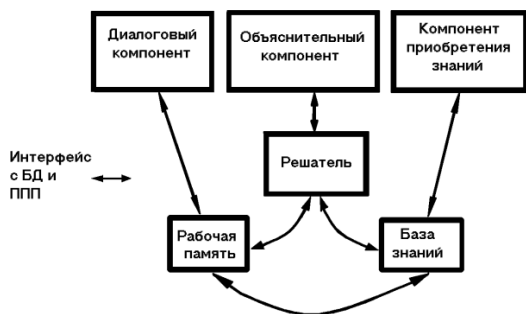 Диалоговый
компонент
Объяснительный
компонент
Компонент
приобретения
знаний
Интерфейс
с БД и
ППП
Решатель
Рабочая
память
База
знаний